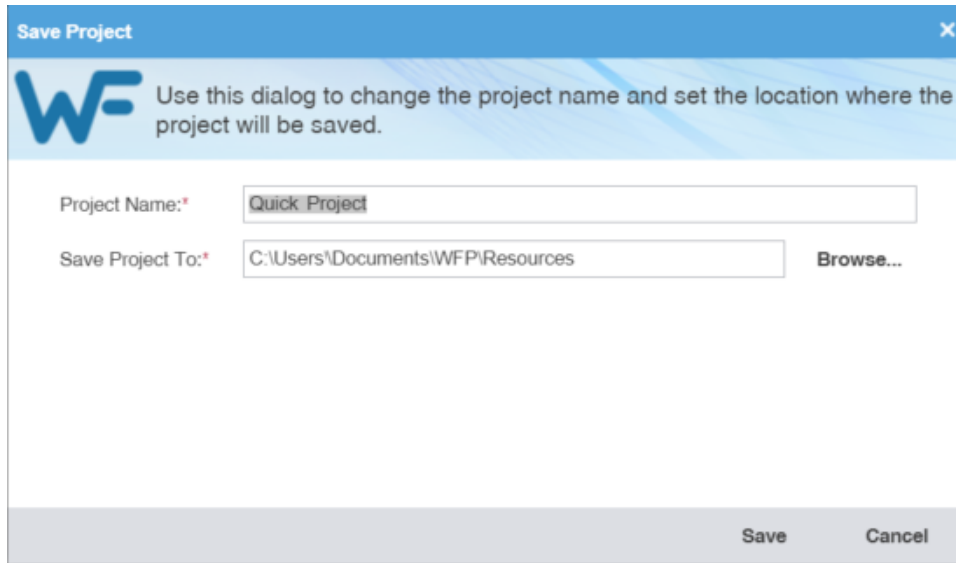 Save Project
WF Use this dialog to change the project name and set the location where the
project will be saved.
Project Name:* Quick Project
Save Project To:* C:\Users'\Documents\WFP\Resources Browse...
Save Cancel